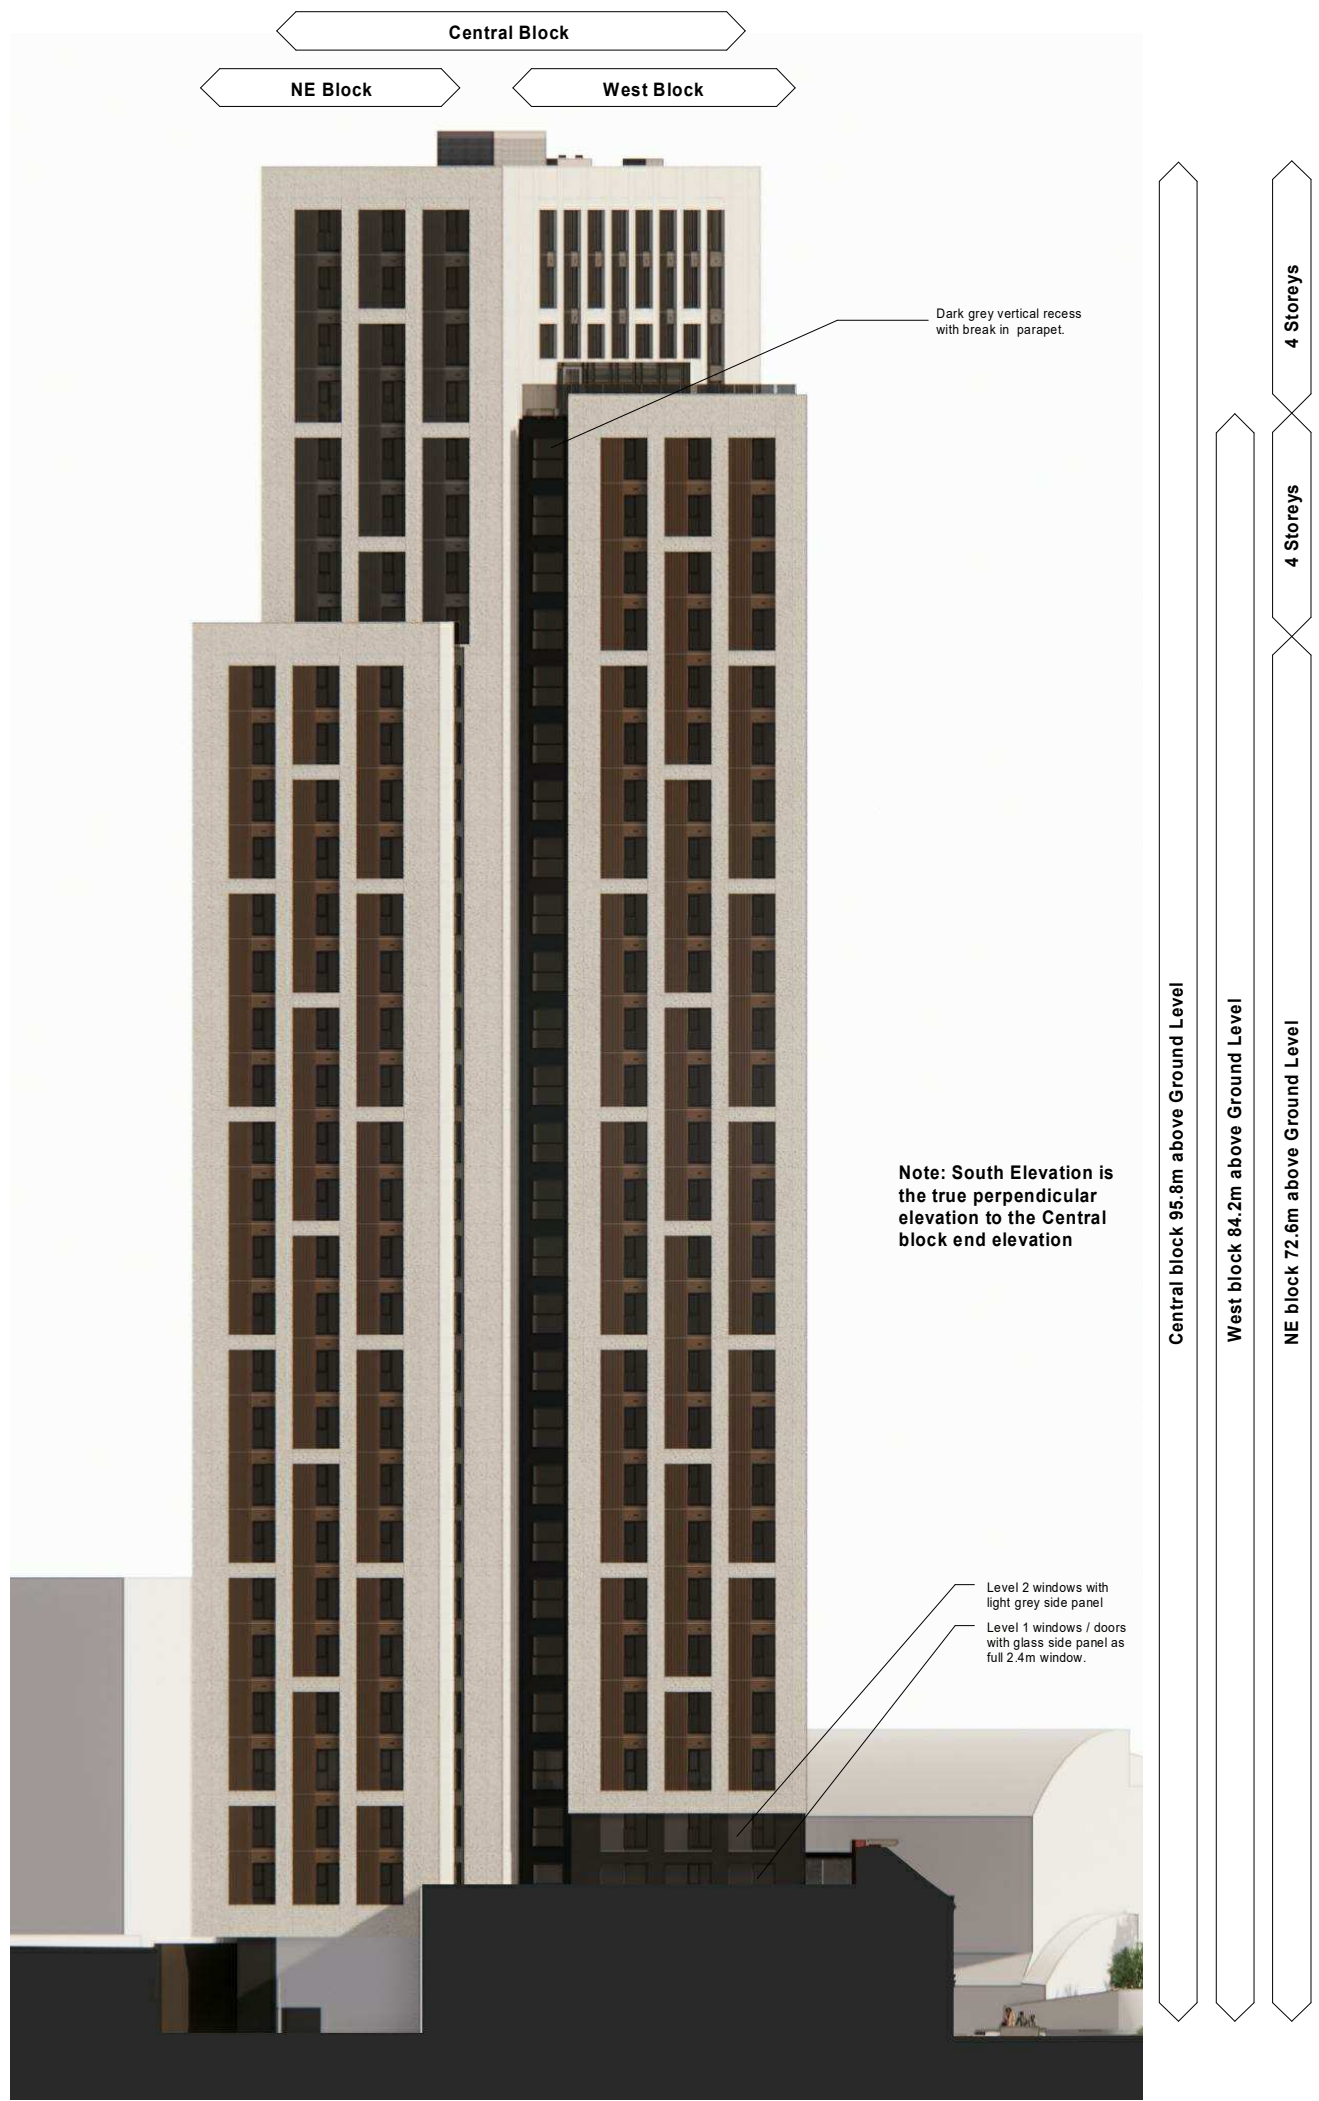 Central Block
NE Block
West Block
4 Storeys
Dark grey vertical recess
with break in parapet.
4 Storeys
Central block 95.8m above Ground Level
West block 84.2m above Ground Level
NE block 72.6m above Ground Level
Note: South Elevation is
the true perpendicular
elevation to the Central
block end elevation
Level 2 windows with
light grey side panel
Level 1 windows / doors
with glass side panel as
full 2.4m window.